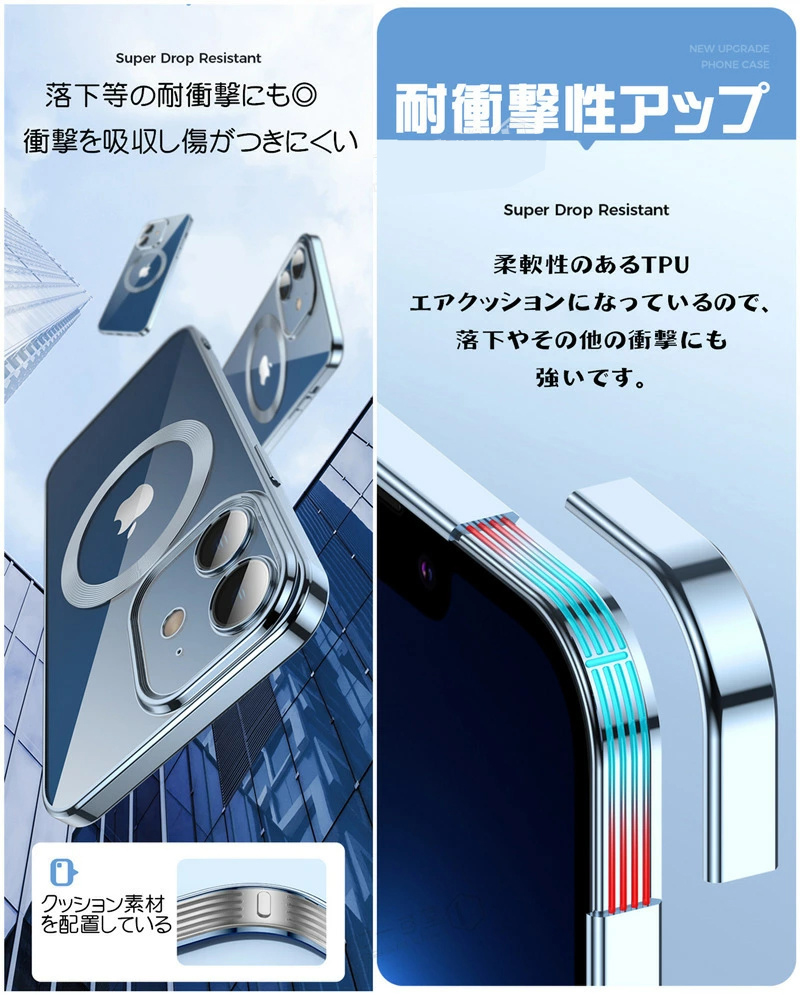 Super Drop Resistant
落下等の耐衝撃にも◎
衝撃を吸収し傷がつきにくい
クッション素材
を配置している
NEW UPGRADE
PHONE CASE
耐衝撃性アップ
Super Drop Resistant
柔軟性のあるTPU
エアクッションになっているので、
落下やその他の衝撃にも
強いです。